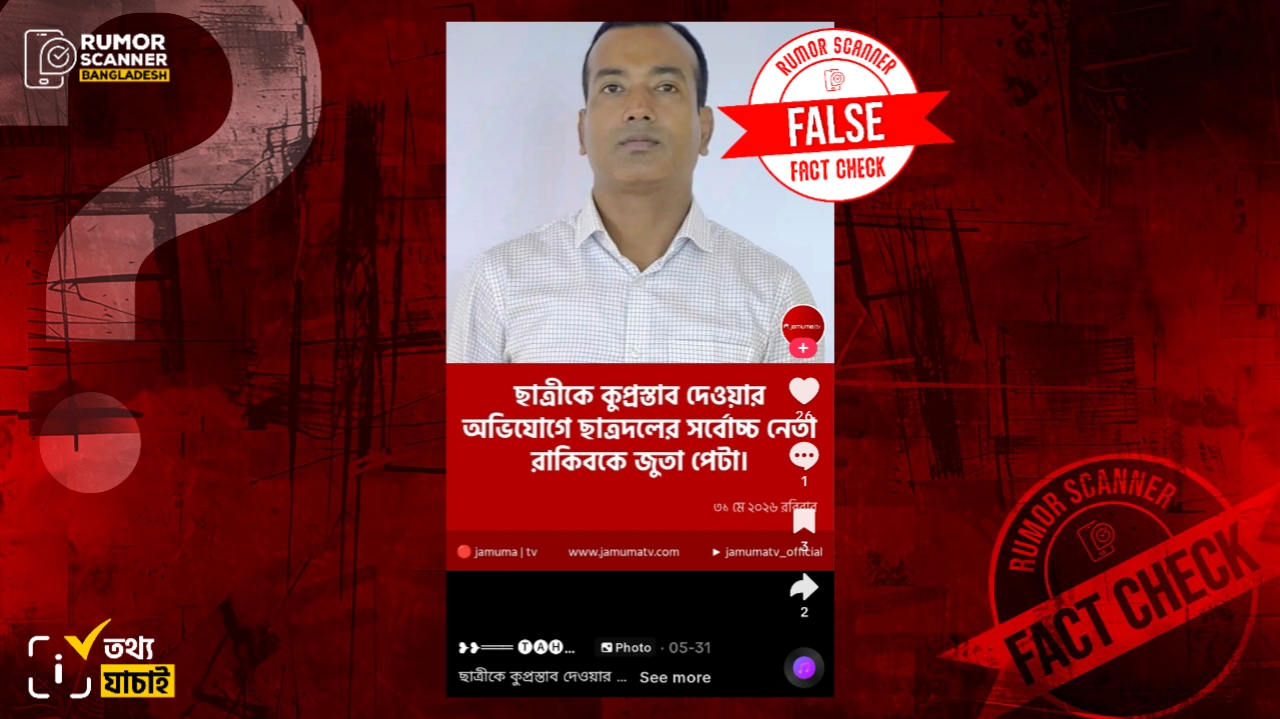 RUMOR
SCANNER
BANGLADESH
RUMOR SCANNER
FALSE
FACT CHECK
jamuma|tv
ছাত্রীকে কুপ্রস্তাব দেওয়ার
অভিযোগে ছাত্রদলের সর্বোচ্চ নেতা
রাকিবকে জুতা পেটা।
26
1
৩১ মে ২০২৬ রবিবার
3
jamuma | tv www.jamumatv.com jamumatv_official
2
🅣🅐🅗... Photo · 05-31
ছাত্রীকে কুপ্রস্তাব দেওয়ার ... See more
RUMOR SCANNER
FACT CHECK
তথ্য
যাচাই